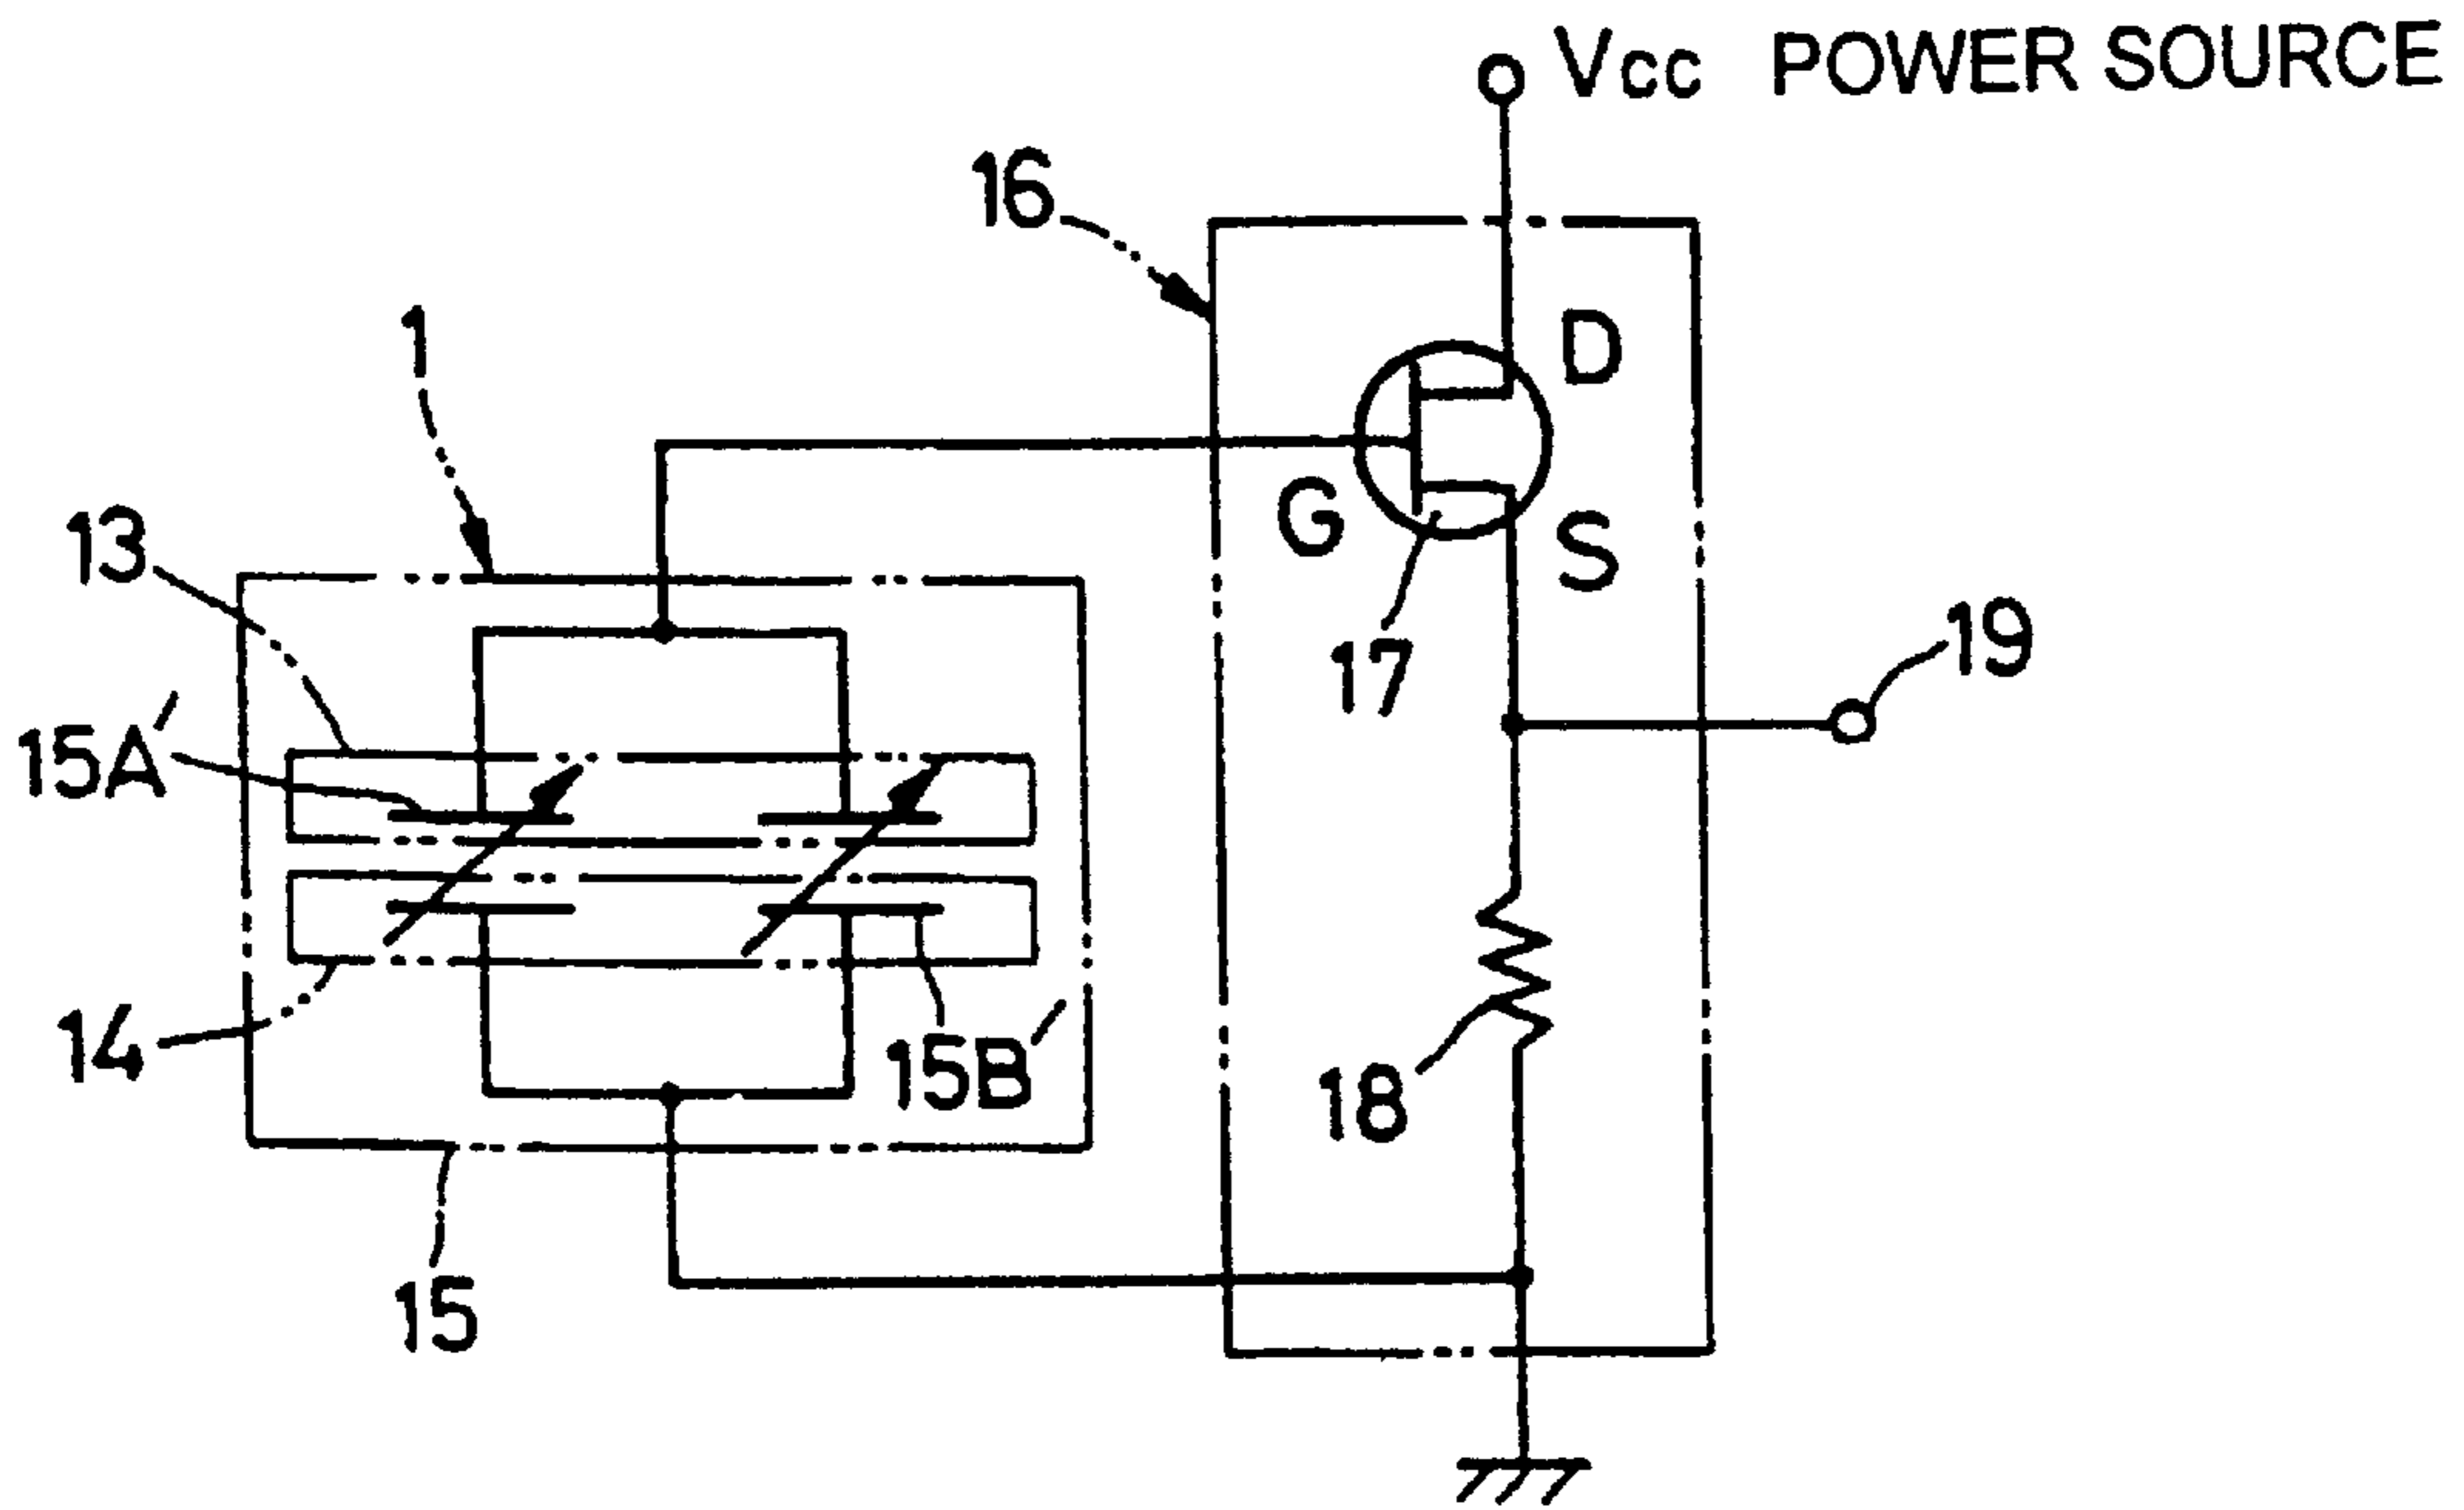 Vcc POWER SOURCE
16
1
D
13
G
S
19
17
15A′
14
15B′
18
15